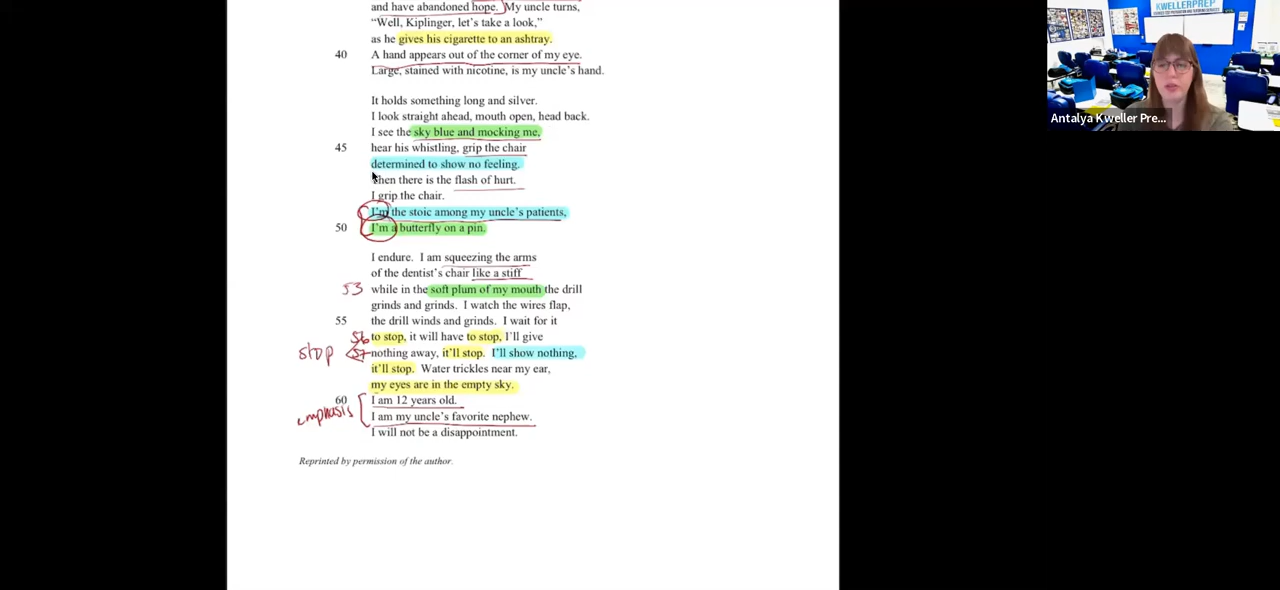 and have abandoned hope. My uncle turns,
“Well, Kiplinger, let’s take a look,”
as he gives his cigarette to an ashtray.
40 A hand appears out of the corner of my eye.
Large, stained with nicotine, is my uncle’s hand.
It holds something long and silver.
I look straight ahead, mouth open, head back.
I see the sky blue and mocking me,
45 hear his whistling, grip the chair
determined to show no feeling.
Then there is the flash of hurt.
I grip the chair.
I’m the stoic among my uncle’s patients,
50 I’m a butterfly on a pin.
I endure. I am squeezing the arms
of the dentist’s chair like a stiff
53 while in the soft plum of my mouth the drill
grinds and grinds. I watch the wires flap,
55 the drill winds and grinds. I wait for it
56 to stop, it will have to stop, I’ll give
stop 57 nothing away, it’ll stop. I’ll show nothing,
it’ll stop. Water trickles near my ear,
my eyes are in the empty sky.
60 I am 12 years old.
emphasis I am my uncle’s favorite nephew.
I will not be a disappointment.
Reprinted by permission of the author.
KWELLERPREP
Antalya Kweller Pre...